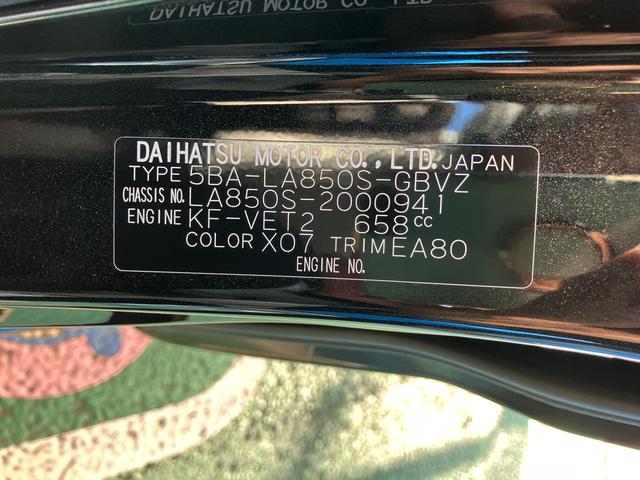 DAIHATSU MOTOR CO., LTD. JAPAN
TYPE 5BA-LA850S-GBVZ
CHASSIS NO. LA850S-2000941
ENGINE KF-VET2 658cc
COLOR X07 TRIM EA80
ENGINE NO.